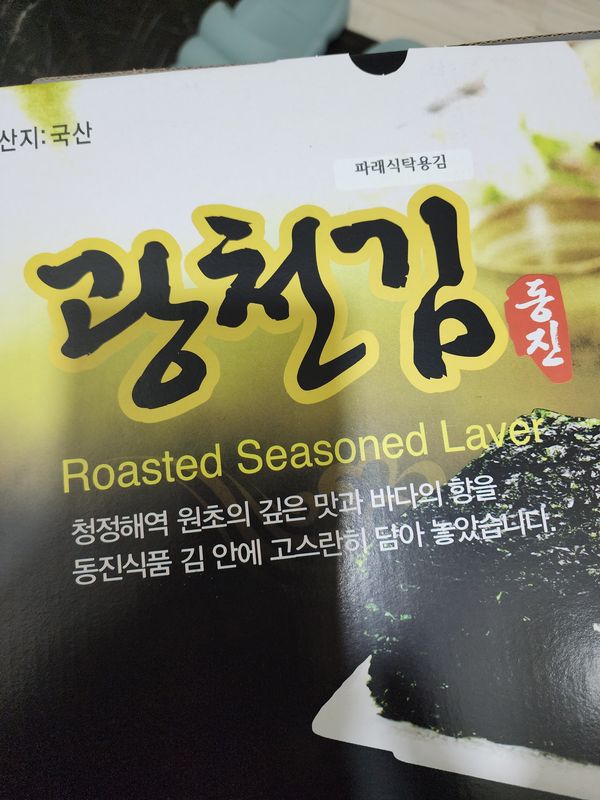 산지: 국산
파래식탁용김
광천김
동진
Roasted Seasoned Laver
청정해역 원초의 깊은 맛과 바다의 향을
동진식품 김 안에 고스란히 담아 놓았습니다.